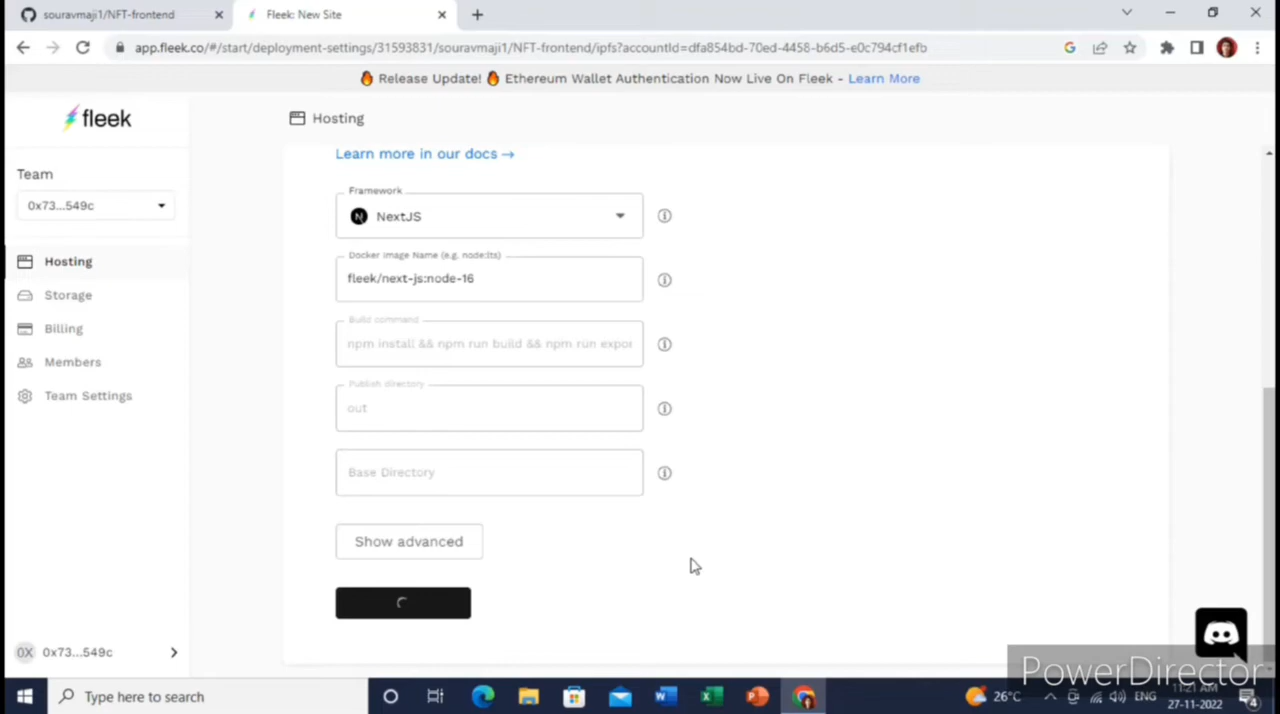 souravmaji1/NFT-frontend
Fleek: New Site
app.fleek.co/#/start/deployment-settings/31593831/souravmaji1/NFT-frontend/ipfs?accountId=dfa854bd-70ed-4458-b6d5-e0c794cf1efb
Release Update! Ethereum Wallet Authentication Now Live On Fleek - Learn More
fleek
Hosting
Learn more in our docs →
Team
0x73...549c
Framework
N NextJS
Docker Image Name (e.g. node:lts)
fleek/next-js:node-16
Hosting
Storage
Billing
Members
Team Settings
Build command
npm install && npm run build && npm run expor
Publish directory
out
Base Directory
Show advanced
0X 0x73...549c
PowerDirector
Type here to search
26°C
ENG
11:21 AM
27-11-2022
4